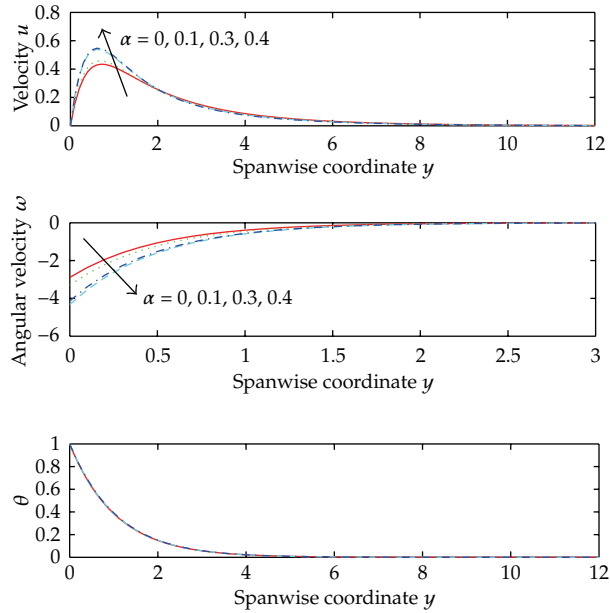 0.8
0.6
0.4
0.2
0
Velocity u
α = 0, 0.1, 0.3, 0.4
0 2 4 6 8 10 12
Spanwise coordinate y
0
−2
−4
−6
Angular velocity ω
α = 0, 0.1, 0.3, 0.4
0 0.5 1 1.5 2 2.5 3
Spanwise coordinate y
1
0.8
0.6
0.4
0.2
0
θ
0 2 4 6 8 10 12
Spanwise coordinate y